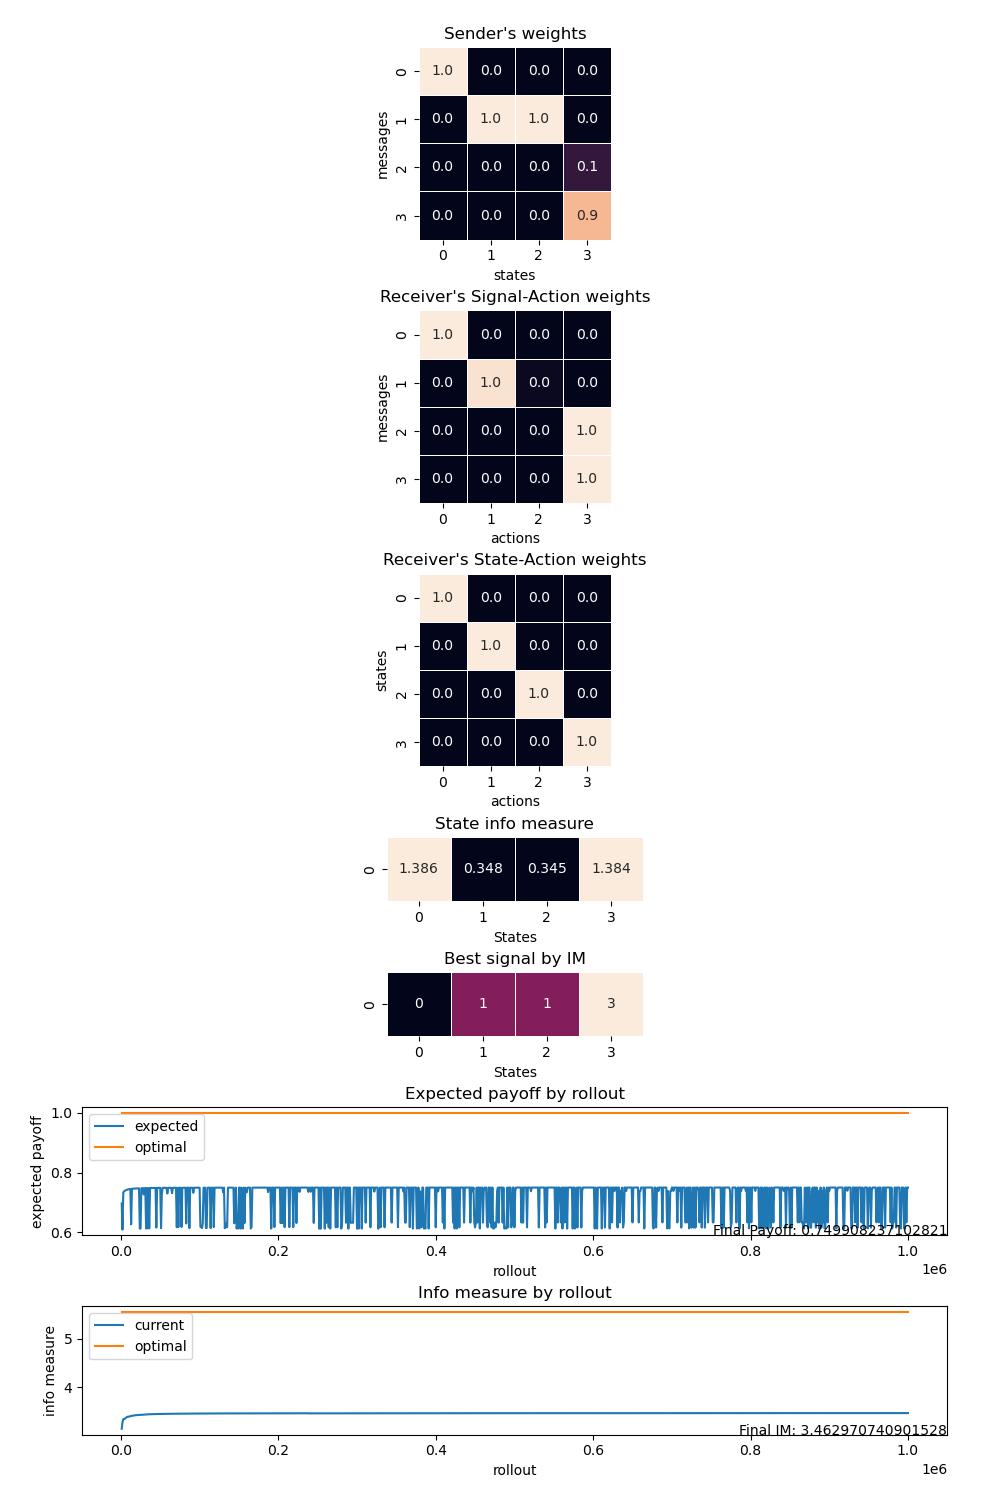 Sender's weights
0 1.0 0.0 0.0 0.0
1 0.0 1.0 1.0 0.0
messages
2 0.0 0.0 0.0 0.1
3 0.0 0.0 0.0 0.9
0 1 2 3
states
Receiver's Signal-Action weights
0 1.0 0.0 0.0 0.0
1 0.0 1.0 0.0 0.0
messages
2 0.0 0.0 0.0 1.0
3 0.0 0.0 0.0 1.0
0 1 2 3
actions
Receiver's State-Action weights
0 1.0 0.0 0.0 0.0
1 0.0 1.0 0.0 0.0
states
2 0.0 0.0 1.0 0.0
3 0.0 0.0 0.0 1.0
0 1 2 3
actions
State info measure
0 1.386 0.348 0.345 1.384
0 1 2 3
States
Best signal by IM
0 0 1 1 3
0 1 2 3
States
Expected payoff by rollout
expected payoff
1.0
0.8
0.6
expected
optimal
Final Payoff: 0.749908237102821
0.0 0.2 0.4 0.6 0.8 1.0
1e6
rollout
Info measure by rollout
info measure
5
4
current
optimal
Final IM: 3.462970740901528
0.0 0.2 0.4 0.6 0.8 1.0
1e6
rollout